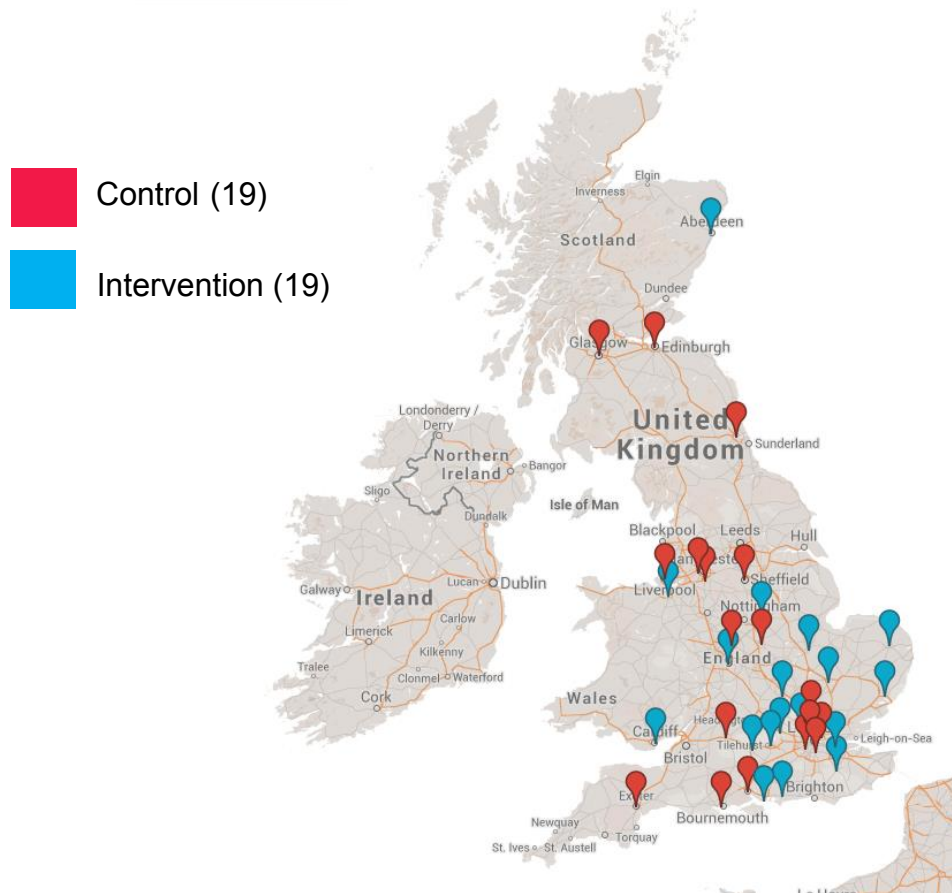 Control (19)
Intervention (19)
Elgin
Inverness
Aberdeen
Scotland
Dundee
Glasgow
Edinburgh
Londonderry /
Derry
United
Kingdom
Sunderland
Northern
Ireland
Bangor
Sligo
Isle of Man
Dundalk
Blackpool
Leeds
Hull
Galway
Lucan
Dublin
Liverpool
Sheffield
Ireland
Nottingham
Limerick
Carlow
Kilkenny
England
Tralee
Clonmel
Waterford
Cork
Wales
Cardiff
Tilehurst
Leigh-on-Sea
Bristol
Exeter
Brighton
Bournemouth
Newquay
Torquay
St. Ives
St. Austell